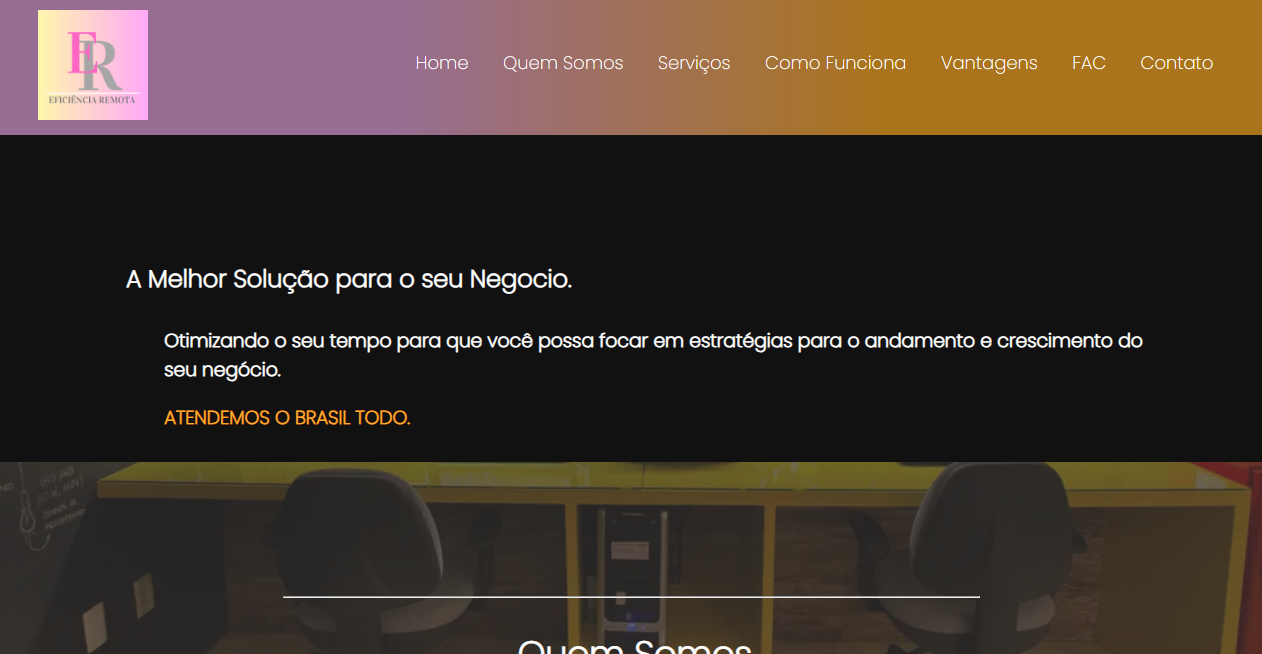 ER
EFICIÊNCIA REMOTA
Home Quem Somos Serviços Como Funciona Vantagens FAC Contato
A Melhor Solução para o seu Negocio.
Otimizando o seu tempo para que você possa focar em estratégias para o andamento e crescimento do
seu negócio.
ATENDEMOS O BRASIL TODO.
Quem Somos